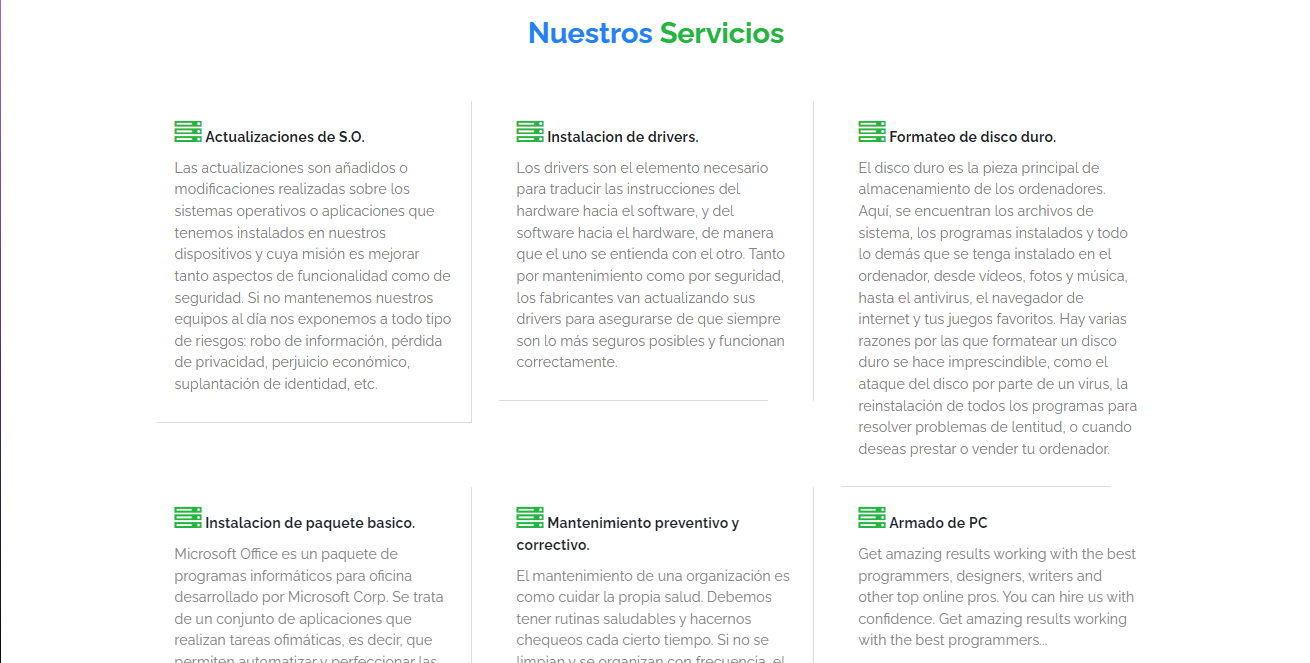 Nuestros Servicios
Actualizaciones de S.O.
Las actualizaciones son añadidos o
modificaciones realizadas sobre los
sistemas operativos o aplicaciones que
tenemos instalados en nuestros
dispositivos y cuya misión es mejorar
tanto aspectos de funcionalidad como de
seguridad. Si no mantenemos nuestros
equipos al día nos exponemos a todo tipo
de riesgos: robo de información, pérdida
de privacidad, perjuicio económico,
suplantación de identidad, etc.
Instalacion de drivers.
Los drivers son el elemento necesario
para traducir las instrucciones del
hardware hacia el software, y del
software hacia el hardware, de manera
que el uno se entienda con el otro. Tanto
por mantenimiento como por seguridad,
los fabricantes van actualizando sus
drivers para asegurarse de que siempre
son lo más seguros posibles y funcionan
correctamente.
Formateo de disco duro.
El disco duro es la pieza principal de
almacenamiento de los ordenadores.
Aquí, se encuentran los archivos de
sistema, los programas instalados y todo
lo demás que se tenga instalado en el
ordenador, desde vídeos, fotos y música,
hasta el antivirus, el navegador de
internet y tus juegos favoritos. Hay varias
razones por las que formatear un disco
duro se hace imprescindible, como el
ataque del disco por parte de un virus, la
reinstalación de todos los programas para
resolver problemas de lentitud, o cuando
deseas prestar o vender tu ordenador.
Instalacion de paquete basico.
Microsoft Office es un paquete de
programas informáticos para oficina
desarrollado por Microsoft Corp. Se trata
de un conjunto de aplicaciones que
realizan tareas ofimáticas, es decir, que
permiten automatizar y perfeccionar las
Mantenimiento preventivo y
correctivo.
El mantenimiento de una organización es
como cuidar la propia salud. Debemos
tener rutinas saludables y hacernos
chequeos cada cierto tiempo. Si no se
limpian y se organizan con frecuencia, el
Armado de PC
Get amazing results working with the best
programmers, designers, writers and
other top online pros. You can hire us with
confidence. Get amazing results working
with the best programmers...